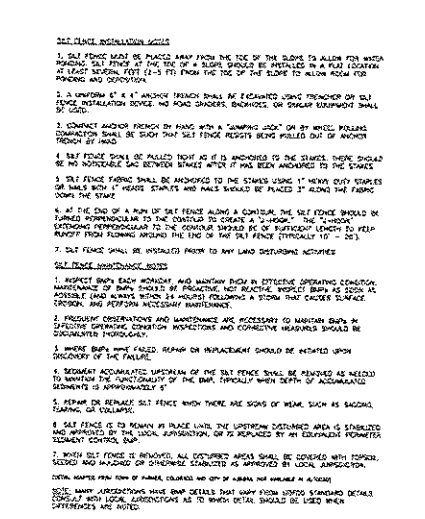 SILT FENCE INSTALLATION NOTES
1. SILT FENCE MUST BE PLACED AWAY FROM THE TOE OF THE SLOPE TO ALLOW FOR WATER
PONDING. SILT FENCE AT THE TOE OF A SLOPE SHOULD BE INSTALLED IN A FLAT LOCATION
AT LEAST SEVERAL FEET (2-5 FT) FROM THE TOE OF THE SLOPE TO ALLOW ROOM FOR
PONDING AND DEPOSITION.
2. A UNIFORM 6" X 4" ANCHOR TRENCH SHALL BE EXCAVATED USING TRENCHER OR SILT
FENCE INSTALLATION DEVICE. NO ROAD GRADERS, BACKHOES, OR SIMILAR EQUIPMENT SHALL
BE USED.
3. COMPACT ANCHOR TRENCH BY HAND WITH A "JUMPING JACK" OR BY WHEEL ROLLING.
COMPACTION SHALL BE SUCH THAT SILT FENCE RESISTS BEING PULLED OUT OF ANCHOR
TRENCH BY HAND.
4. SILT FENCE SHALL BE PULLED TIGHT AS IT IS ANCHORED TO THE STAKES. THERE SHOULD
BE NO NOTICEABLE SAG BETWEEN STAKES AFTER IT HAS BEEN ANCHORED TO THE STAKES.
5. SILT FENCE FABRIC SHALL BE ANCHORED TO THE STAKES USING 1" HEAVY DUTY STAPLES
OR NAILS WITH 1" HEADS. STAPLES AND NAILS SHOULD BE PLACED 3" ALONG THE FABRIC
DOWN THE STAKE.
6. AT THE END OF A RUN OF SILT FENCE ALONG A CONTOUR, THE SILT FENCE SHOULD BE
TURNED PERPENDICULAR TO THE CONTOUR TO CREATE A "J-HOOK." THE "J-HOOK"
EXTENDING PERPENDICULAR TO THE CONTOUR SHOULD BE OF SUFFICIENT LENGTH TO KEEP
RUNOFF FROM FLOWING AROUND THE END OF THE SILT FENCE (TYPICALLY 10' - 20').
7. SILT FENCE SHALL BE INSTALLED PRIOR TO ANY LAND DISTURBING ACTIVITIES.
SILT FENCE MAINTENANCE NOTES
1. INSPECT BMPs EACH WORKDAY, AND MAINTAIN THEM IN EFFECTIVE OPERATING CONDITION.
MAINTENANCE OF BMPs SHOULD BE PROACTIVE, NOT REACTIVE. INSPECT BMPs AS SOON AS
POSSIBLE (AND ALWAYS WITHIN 24 HOURS) FOLLOWING A STORM THAT CAUSES SURFACE
EROSION, AND PERFORM NECESSARY MAINTENANCE.
2. FREQUENT OBSERVATIONS AND MAINTENANCE ARE NECESSARY TO MAINTAIN BMPs IN
EFFECTIVE OPERATING CONDITION. INSPECTIONS AND CORRECTIVE MEASURES SHOULD BE
DOCUMENTED THOROUGHLY.
3. WHERE BMPs HAVE FAILED, REPAIR OR REPLACEMENT SHOULD BE INITIATED UPON
DISCOVERY OF THE FAILURE.
4. SEDIMENT ACCUMULATED UPSTREAM OF THE SILT FENCE SHALL BE REMOVED AS NEEDED
TO MAINTAIN THE FUNCTIONALITY OF THE BMP, TYPICALLY WHEN DEPTH OF ACCUMULATED
SEDIMENTS IS APPROXIMATELY 6".
5. REPAIR OR REPLACE SILT FENCE WHEN THERE ARE SIGNS OF WEAR, SUCH AS SAGGING,
TEARING, OR COLLAPSE.
6. SILT FENCE IS TO REMAIN IN PLACE UNTIL THE UPSTREAM DISTURBED AREA IS STABILIZED
AND APPROVED BY THE LOCAL JURISDICTION, OR IS REPLACED BY AN EQUIVALENT PERIMETER
SEDIMENT CONTROL BMP.
7. WHEN SILT FENCE IS REMOVED, ALL DISTURBED AREAS SHALL BE COVERED WITH TOPSOIL,
SEEDED AND MULCHED OR OTHERWISE STABILIZED AS APPROVED BY LOCAL JURISDICTION.
(DETAIL ADAPTED FROM TOWN OF PARKER, COLORADO AND CITY OF AURORA, NOT AVAILABLE IN AUTOCAD)
NOTE: MANY JURISDICTIONS HAVE BMP DETAILS THAT VARY FROM UDFCD STANDARD DETAILS.
CONSULT WITH LOCAL JURISDICTIONS AS TO WHICH DETAIL SHOULD BE USED WHEN
DIFFERENCES ARE NOTED.